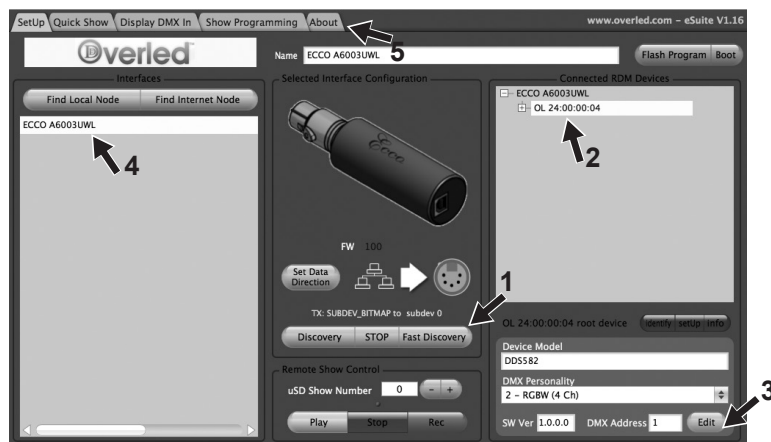 SetUp Quick Show Display DMX In Show Programming About
www.overled.com – eSuite V1.16
Overled
Name ECCO A6003UWL 5
Flash Program Boot
Interfaces
Find Local Node Find Internet Node
ECCO A6003UWL
4
Selected Interface Configuration
Ecco
FW 100
Set Data
Direction
TX: SUBDEV_BITMAP to subdev 0
1
Discovery STOP Fast Discovery
Remote Show Control
uSD Show Number 0 - +
Play Stop Rec
Connected RDM Devices
ECCO A6003UWL
OL 24:00:00:04
2
OL 24:00:00:04 root device Identify setUp Info
Device Model
DDS582
DMX Personality
2 – RGBW (4 Ch)
3
SW Ver 1.0.0.0 DMX Address 1 Edit